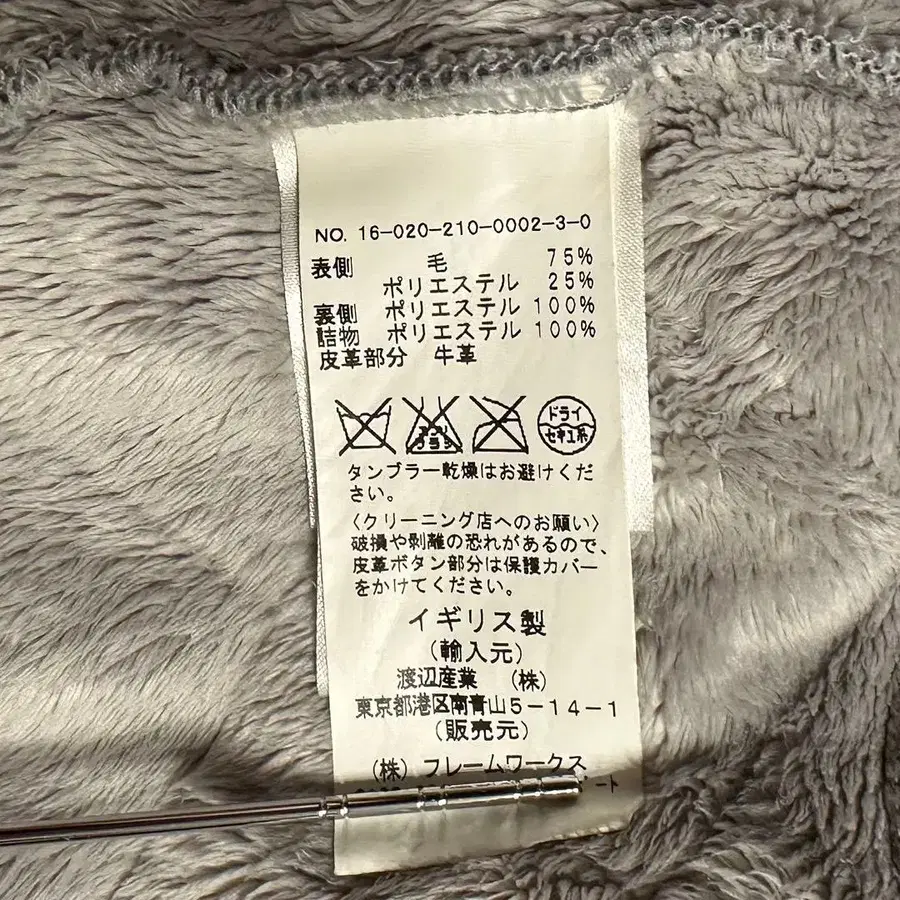 NO. 16-020-210-0002-3-0
表側 毛 75%
ポリエステル 25%
裏側 ポリエステル 100%
詰物 ポリエステル 100%
皮革部分 牛革
ドライ
セキユ系
タンブラー乾燥はお避けくだ
さい。
〈クリーニング店へのお願い〉
破損や剥離の恐れがあるので、
皮革ボタン部分は保護カバー
をかけてください。
イギリス製
(輸入元)
渡辺産業 (株)
東京都港区南青山5-14-1
(販売元)
(株) フレームワークス
ート